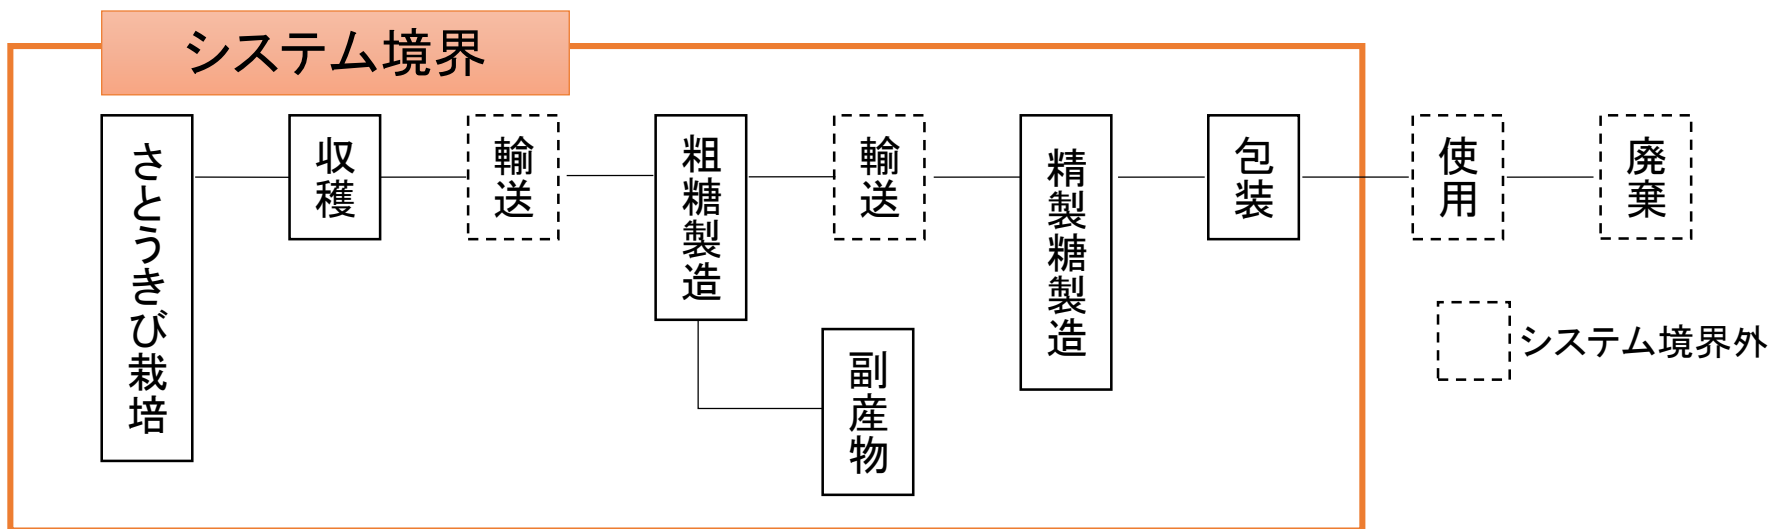 システム境界
さとうきび栽培
収穫
輸送
粗糖製造
輸送
精製糖製造
包装
使用
廃棄
副産物
システム境界外